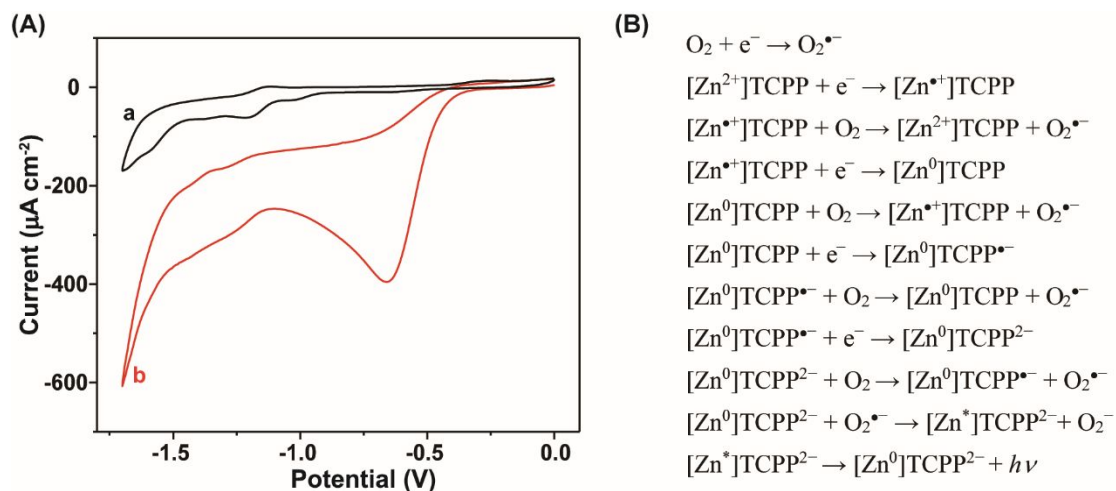 (A)
0
-200
-400
-600
Current (μA cm⁻²)
a
b
-1.5 -1.0 -0.5 0.0
Potential (V)
(B)
O₂ + e⁻ → O₂•⁻
[Zn²⁺]TCPP + e⁻ → [Zn•⁺]TCPP
[Zn•⁺]TCPP + O₂ → [Zn²⁺]TCPP + O₂•⁻
[Zn•⁺]TCPP + e⁻ → [Zn⁰]TCPP
[Zn⁰]TCPP + O₂ → [Zn•⁺]TCPP + O₂•⁻
[Zn⁰]TCPP + e⁻ → [Zn⁰]TCPP•⁻
[Zn⁰]TCPP•⁻ + O₂ → [Zn⁰]TCPP + O₂•⁻
[Zn⁰]TCPP•⁻ + e⁻ → [Zn⁰]TCPP²⁻
[Zn⁰]TCPP²⁻ + O₂ → [Zn⁰]TCPP•⁻ + O₂•⁻
[Zn⁰]TCPP²⁻ + O₂•⁻ → [Zn*]TCPP²⁻ + O₂⁻
[Zn*]TCPP²⁻ → [Zn⁰]TCPP²⁻ + hν